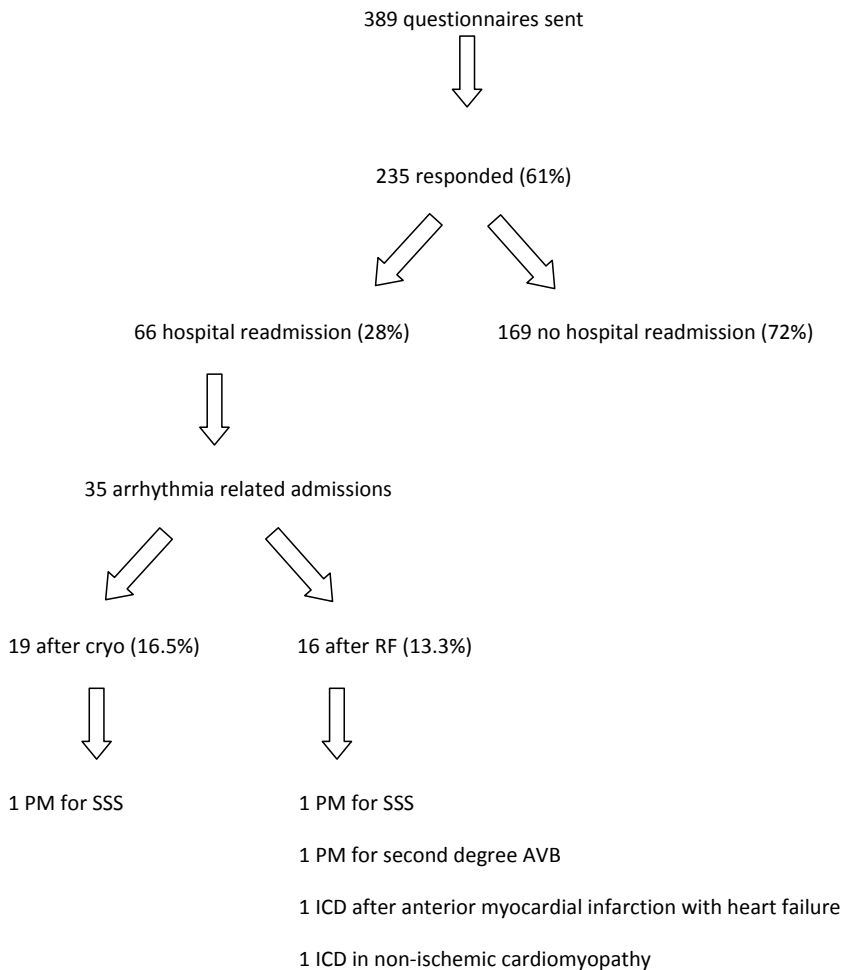 389 questionnaires sent
235 responded (61%)
66 hospital readmission (28%)
169 no hospital readmission (72%)
35 arrhythmia related admissions
19 after cryo (16.5%)
16 after RF (13.3%)
1 PM for SSS
1 PM for SSS
1 PM for second degree AVB
1 ICD after anterior myocardial infarction with heart failure
1 ICD in non-ischemic cardiomyopathy